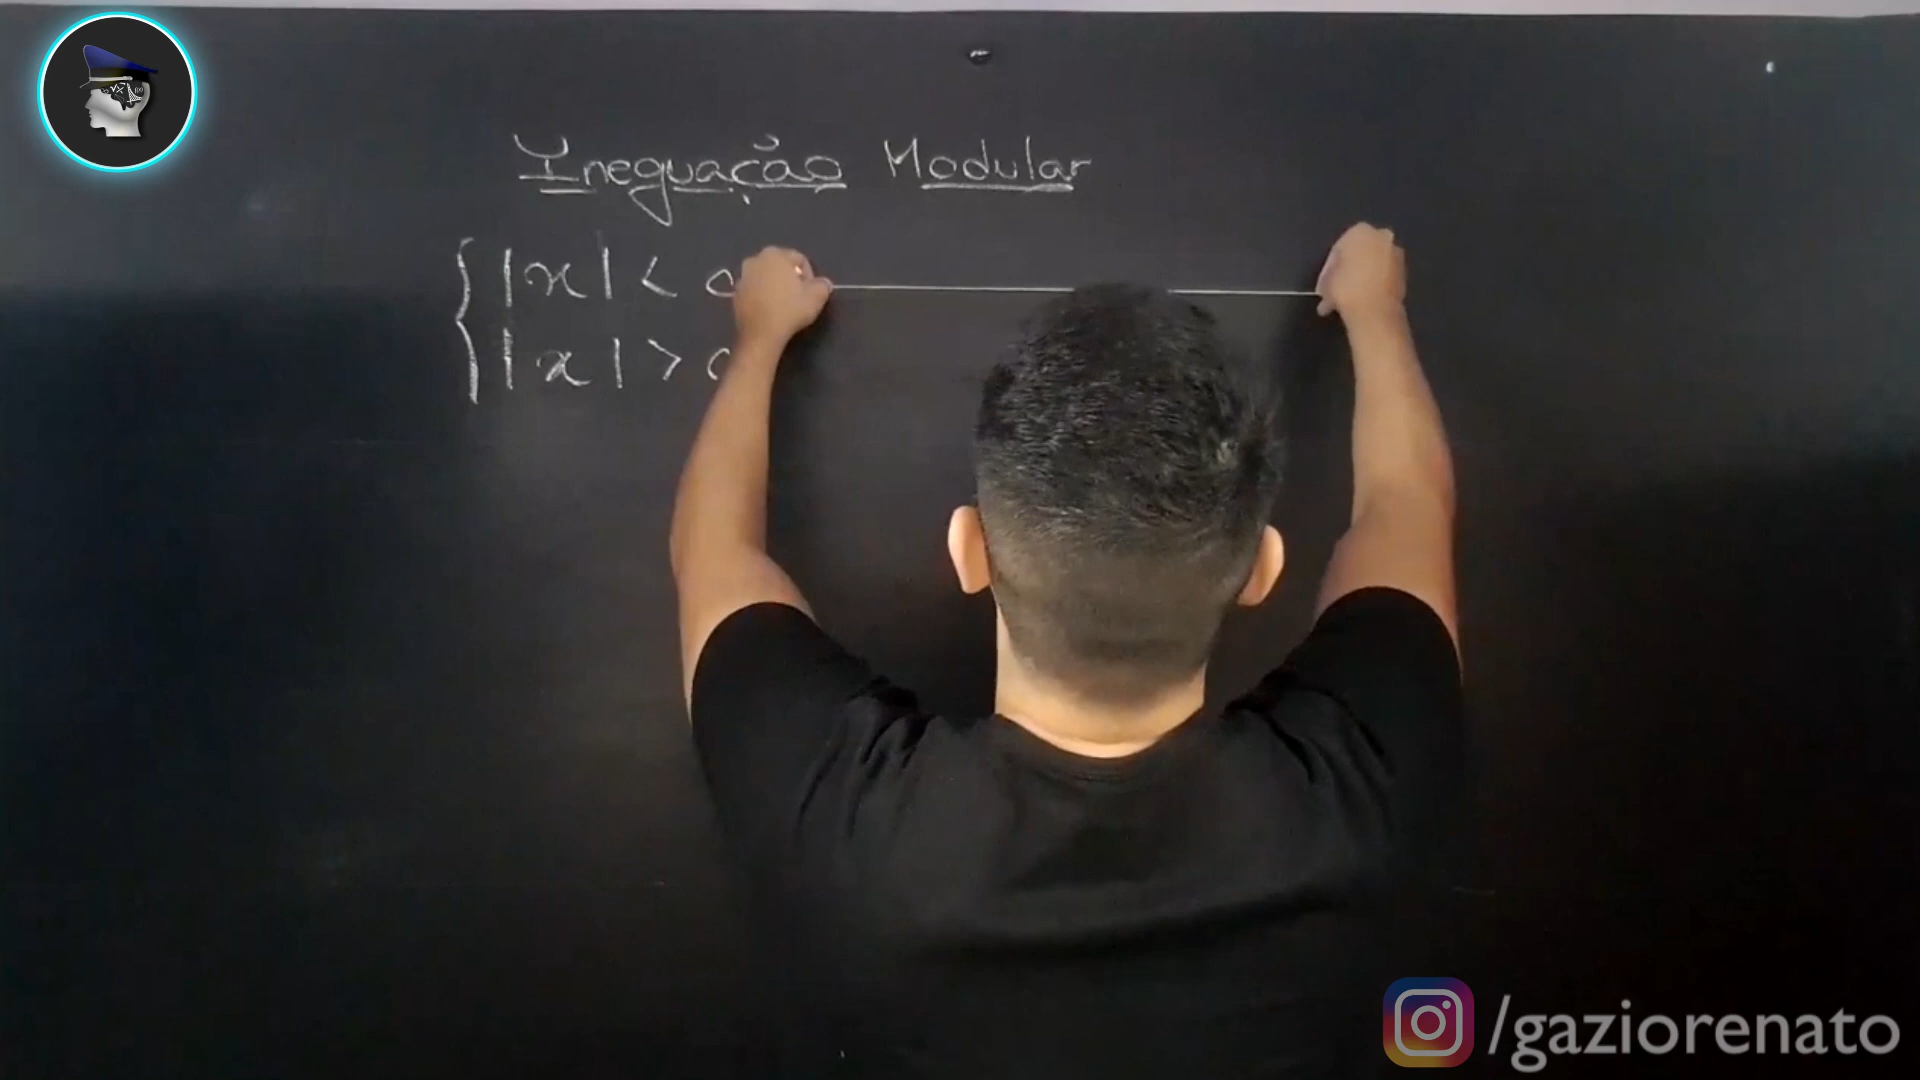 Inequação Modular
|x| < a
|x| >
/gaziorenato